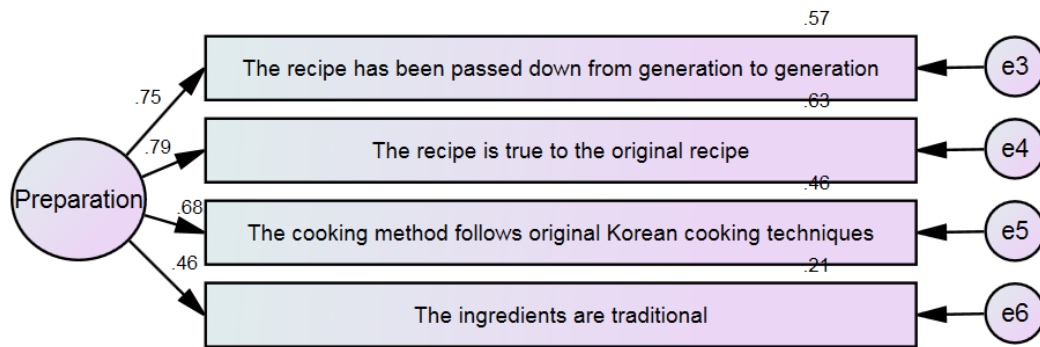 .57
The recipe has been passed down from generation to generation
e3
.75
.63
The recipe is true to the original recipe
e4
.79
Preparation
.46
The cooking method follows original Korean cooking techniques
e5
.68
.21
The ingredients are traditional
e6
.46